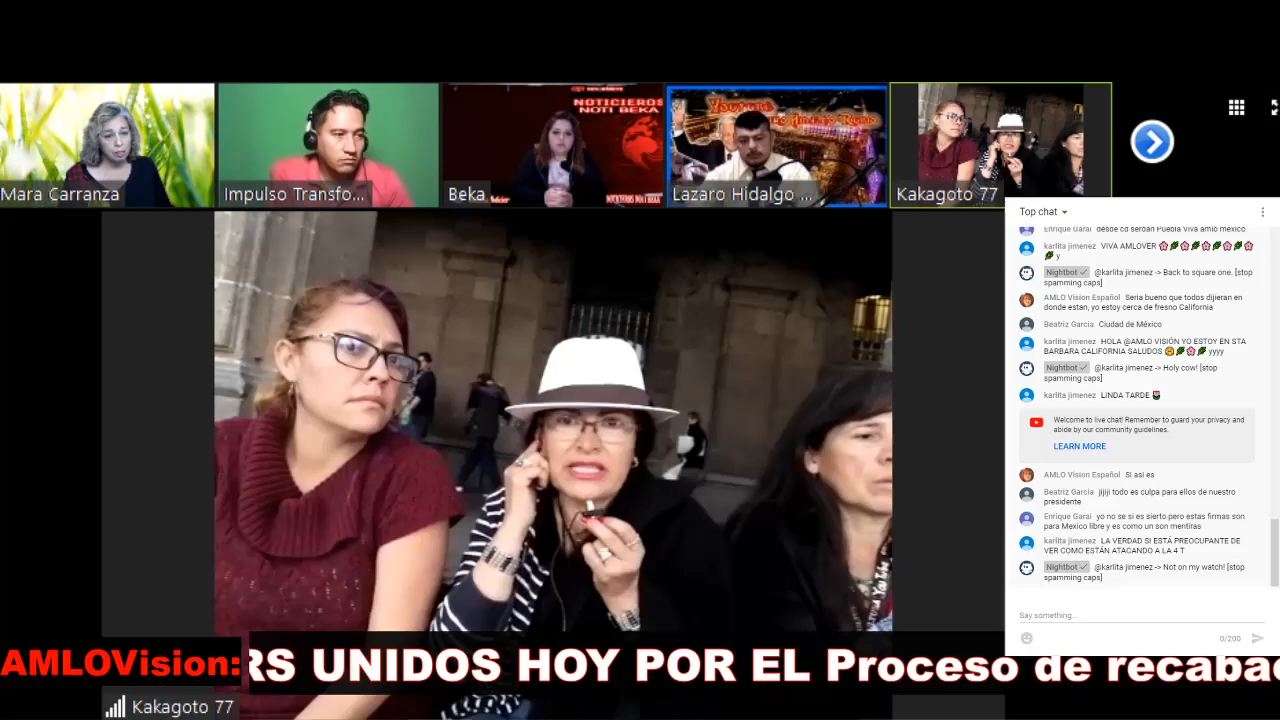 NOTICIEROS
NOTI BEKA
Mara Carranza
Impulso Transfo...
Beka
NOTICIEROS NOTI BEKA
Lazaro Hidalgo ...
Kakagoto 77
Top chat
Enrique Garai desde cd serdan Puebla Viva amlo mexico
karlita jimenez VIVA AMLOVER 🌸🌿🌸🌿🌸🌿🌸🌿🌸
🌿 y
Nightbot ✓ @karlita jimenez -> Back to square one. [stop
spamming caps]
AMLO Vision Español Seria bueno que todos dijieran en
donde estan, yo estoy cerca de fresno California
Beatriz García Ciudad de México
karlita jimenez HOLA @AMLO VISIÓN YO ESTOY EN STA
BARBARA CALIFORNIA SALUDOS 😊🌿🌸🌿 yyyy
Nightbot ✓ @karlita jimenez -> Holy cow! [stop
spamming caps]
karlita jimenez LINDA TARDE 🌷
Welcome to live chat! Remember to guard your privacy and
abide by our community guidelines.
LEARN MORE
AMLO Vision Español SI asi es
Beatriz García jijiji todo es culpa para ellos de nuestro
presidente
Enrique Garai yo no se si es sierto pero estas firmas son
para Mexico libre y es como un son mentiras
karlita jimenez LA VERDAD SI ESTÁ PREOCUPANTE DE
VER COMO ESTÁN ATACANDO A LA 4 T
Nightbot ✓ @karlita jimenez -> Not on my watch! [stop
spamming caps]
Say something...
0/200
AMLOVision: RS UNIDOS HOY POR EL Proceso de recabac
Kakagoto 77